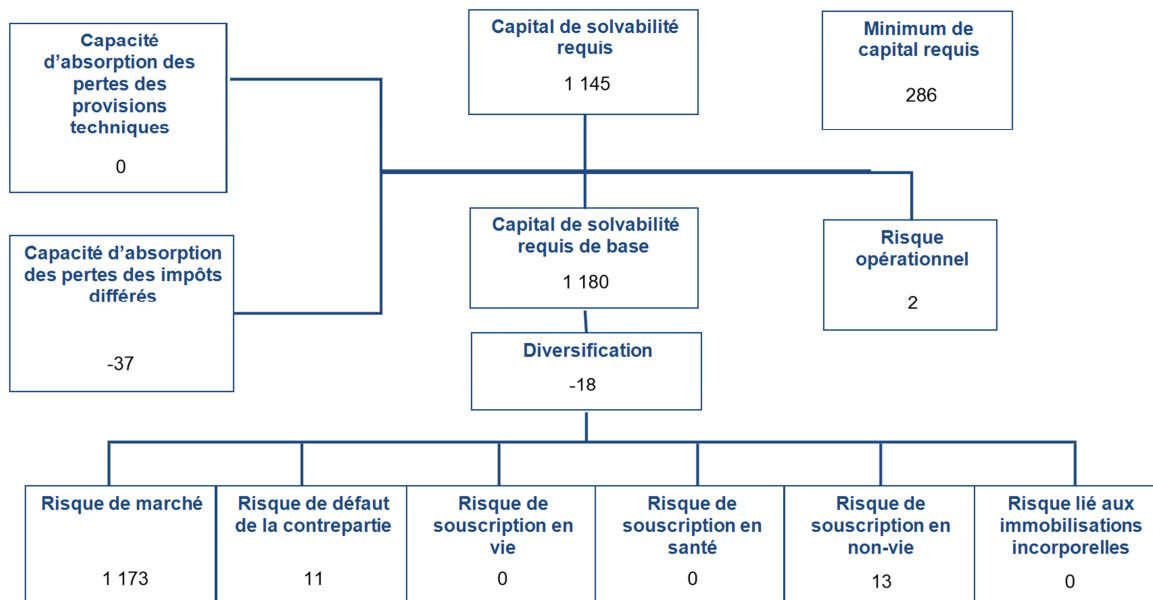 Capacité
d'absorption des
pertes des
provisions
techniques
0
Capital de solvabilité
requis
1 145
Minimum de
capital requis
286
Capacité d'absorption
des pertes des impôts
différés
-37
Capital de solvabilité
requis de base
1 180
Risque
opérationnel
2
Diversification
-18
Risque de marché
1 173
Risque de défaut
de la contrepartie
11
Risque de
souscription en
vie
0
Risque de
souscription en
santé
0
Risque de
souscription en
non-vie
13
Risque lié aux
immobilisations
incorporelles
0